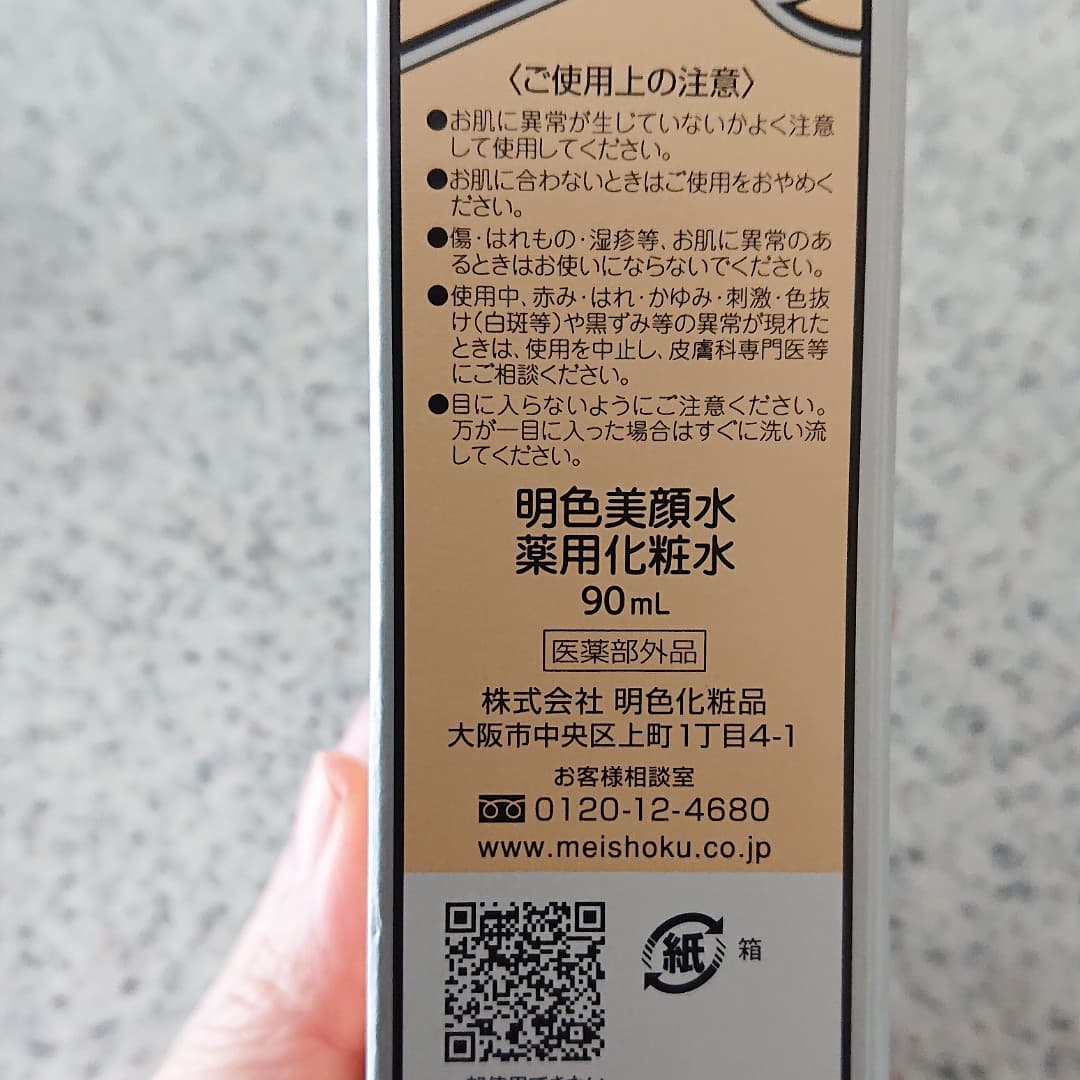 〈ご使用上の注意〉
●お肌に異常が生じていないかよく注意
して使用してください。
●お肌に合わないときはご使用をおやめく
ださい。
●傷・はれもの・湿疹等、お肌に異常のあ
るときはお使いにならないでください。
●使用中、赤み・はれ・かゆみ・刺激・色抜
け(白斑等)や黒ずみ等の異常が現れた
ときは、使用を中止し、皮膚科専門医等
にご相談ください。
●目に入らないようにご注意ください。
万が一目に入った場合はすぐに洗い流
してください。
明色美顔水
薬用化粧水
90mL
医薬部外品
株式会社 明色化粧品
大阪市中央区上町1丁目4-1
お客様相談室
0120-12-4680
www.meishoku.co.jp
紙 箱